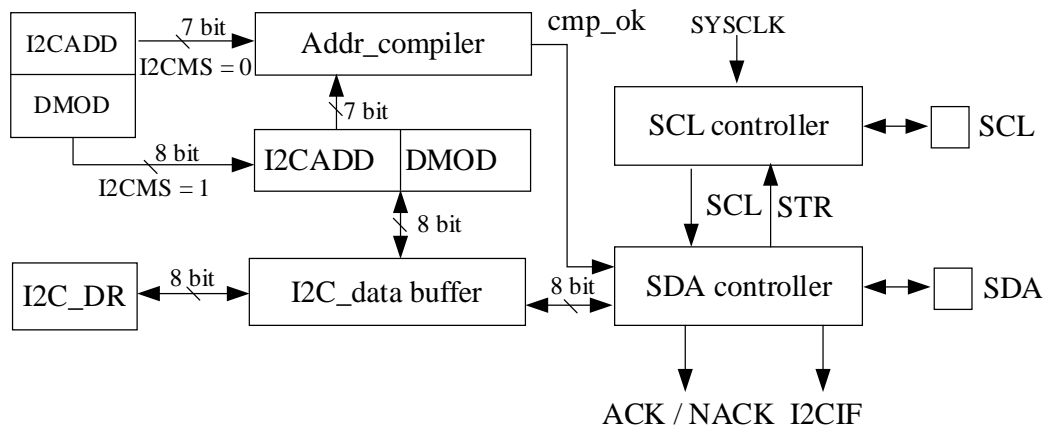 I2CADD
DMOD
7 bit
I2CMS = 0
Addr_compiler
cmp_ok
SYSCLK
7 bit
SCL controller
SCL
8 bit
I2CMS = 1
I2CADD
DMOD
SCL
STR
8 bit
I2C_DR
8 bit
I2C_data buffer
8 bit
SDA controller
SDA
ACK / NACK
I2CIF